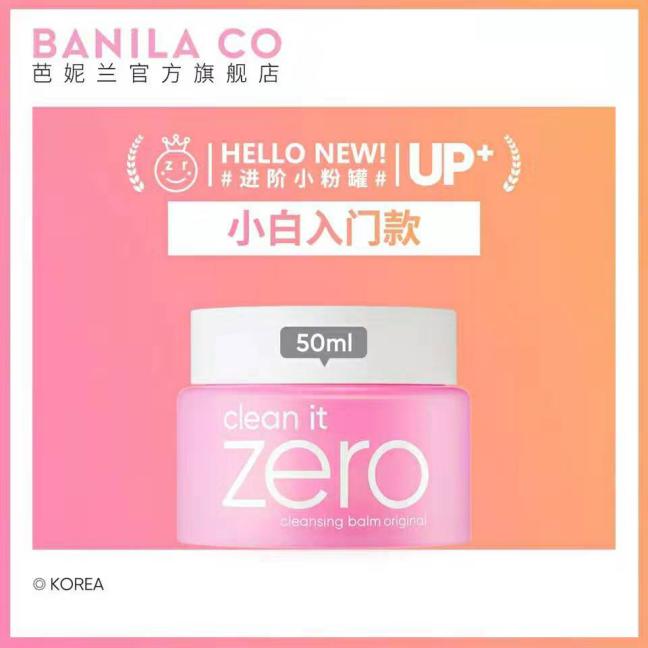 BANILA CO
芭妮兰官方旗舰店
z r
HELLO NEW!
#进阶小粉罐#
UP+
小白入门款
50ml
clean it
zero
cleansing balm original
KOREA